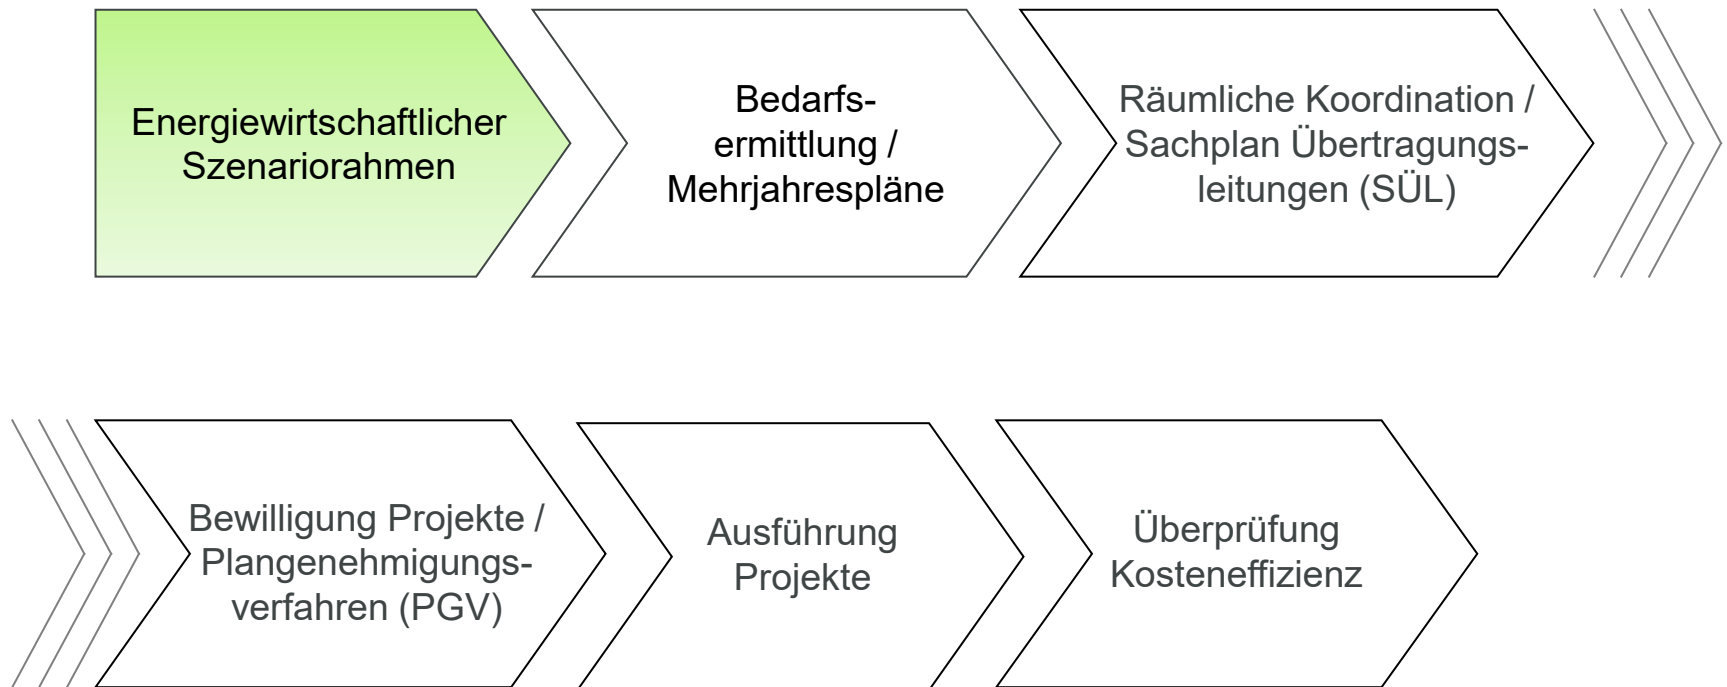 Energiewirtschaftlicher
Szenariorahmen
Bedarfs-
ermittlung /
Mehrjahrespläne
Räumliche Koordination /
Sachplan Übertragungs-
leitungen (SÜL)
Bewilligung Projekte /
Plangenehmigungs-
verfahren (PGV)
Ausführung
Projekte
Überprüfung
Kosteneffizienz